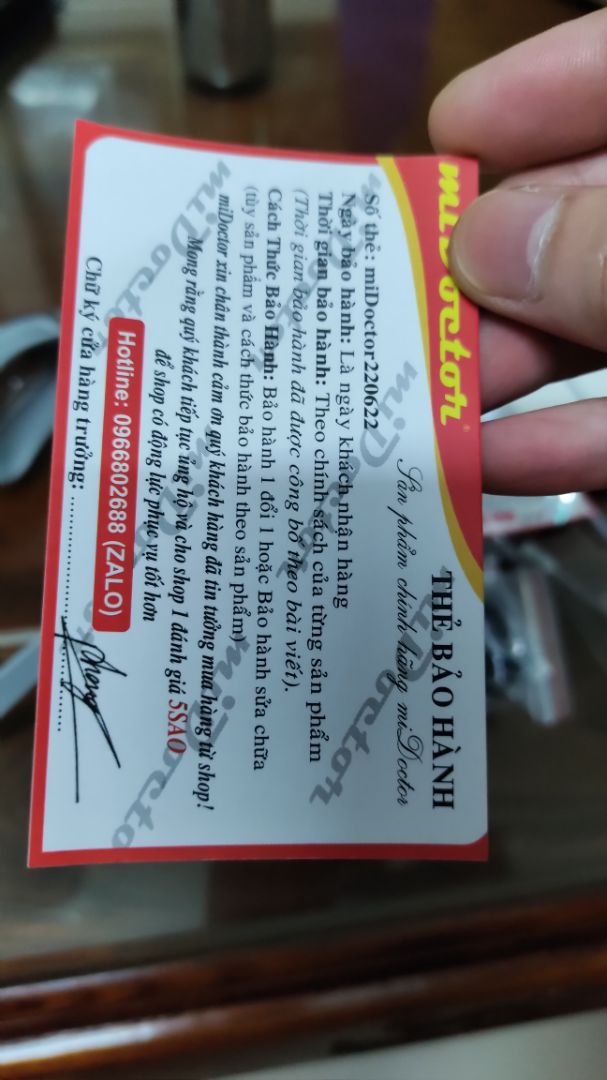 miDoctor
THẺ BẢO HÀNH
Sản phẩm chính hãng miDoctor
Số thẻ: miDoctor220622
Ngày bảo hành: Là ngày khách nhận hàng
Thời gian bảo hành: Theo chính sách của từng sản phẩm
(Thời gian bảo hành đã được công bố theo bài viết).
Cách Thức Bảo Hành: Bảo hành 1 đổi 1 hoặc Bảo hành sửa chữa
(tùy sản phẩm và cách thức bảo hành theo sản phẩm)
miDoctor xin chân thành cảm ơn quý khách hàng đã tin tưởng mua hàng từ shop!
Mong rằng quý khách tiếp tục ủng hộ và cho shop 1 đánh giá 5SAO
để shop có động lực phục vụ tốt hơn
Hotline: 0966802688 (ZALO)
Chữ ký cửa hàng trưởng: